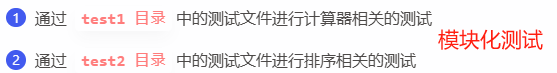 1 通过 test1 目录 中的测试文件进行计算器相关的测试
2 通过 test2 目录 中的测试文件进行排序相关的测试
模块化测试